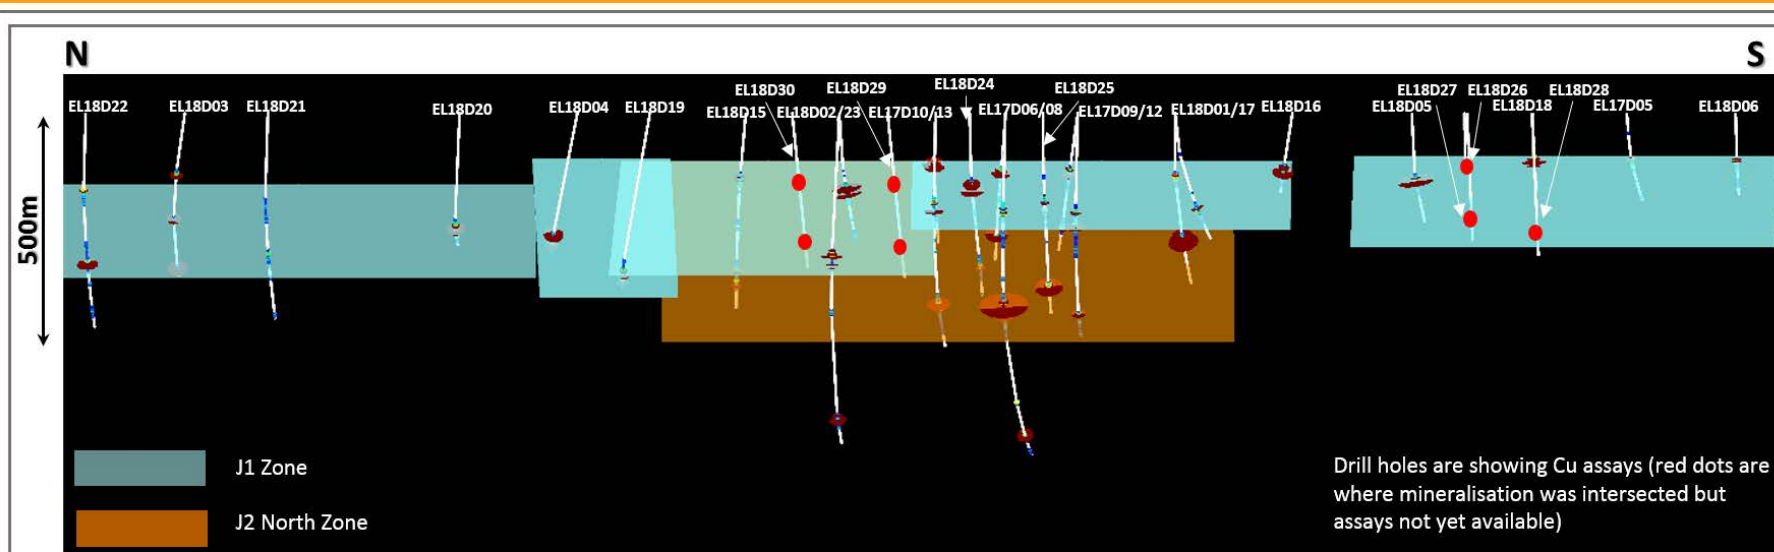 N
S
EL18D24
EL18D30
EL18D29
EL18D25
EL18D27
EL18D26
EL18D28
EL18D22
EL18D03
EL18D21
EL18D20
EL18D04
EL18D19
EL18D15
EL18D02/23
EL17D10/13
EL17D06/08
EL17D09/12
EL18D01/17
EL18D16
EL18D05
EL18D18
EL17D05
EL18D06
500m
J1 Zone
J2 North Zone
Drill holes are showing Cu assays (red dots are
where mineralisation was intersected but
assays not yet available)